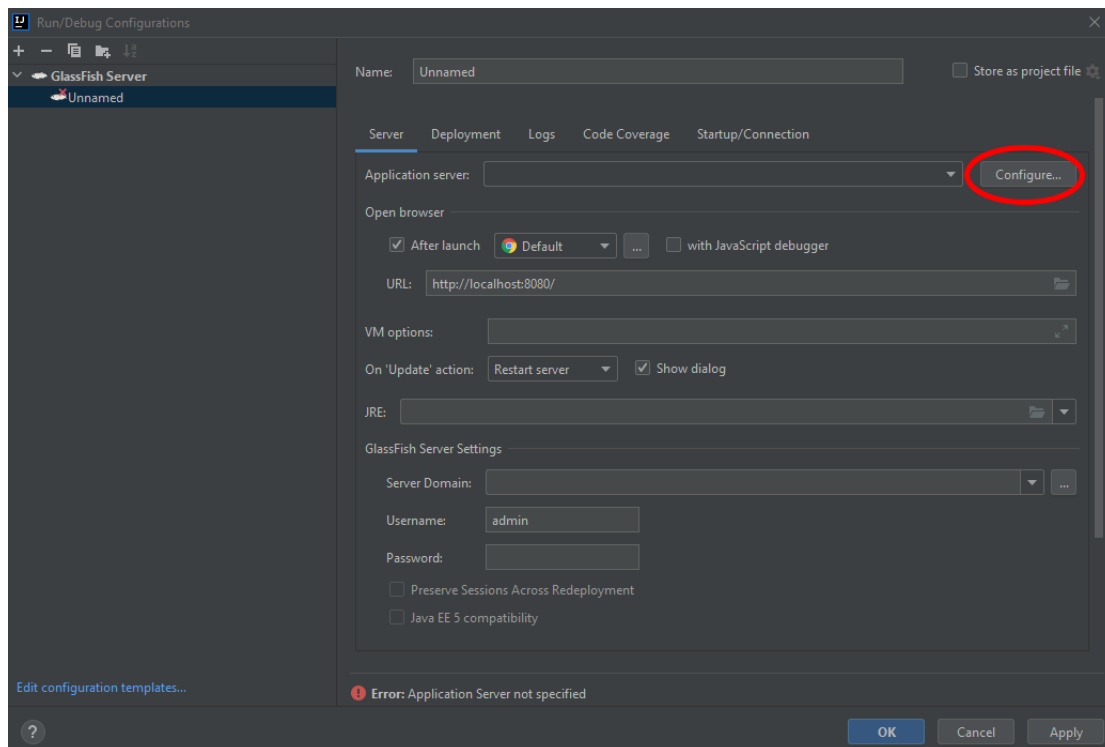 Run/Debug Configurations
GlassFish Server
Unnamed
Name: Unnamed Store as project file
Server Deployment Logs Code Coverage Startup/Connection
Application server: Configure...
Open browser
After launch Default ... with JavaScript debugger
URL: http://localhost:8080/
VM options:
On 'Update' action: Restart server Show dialog
JRE:
GlassFish Server Settings
Server Domain: ...
Username: admin
Password:
Preserve Sessions Across Redeployment
Java EE 5 compatibility
Edit configuration templates...
Error: Application Server not specified
? OK Cancel Apply